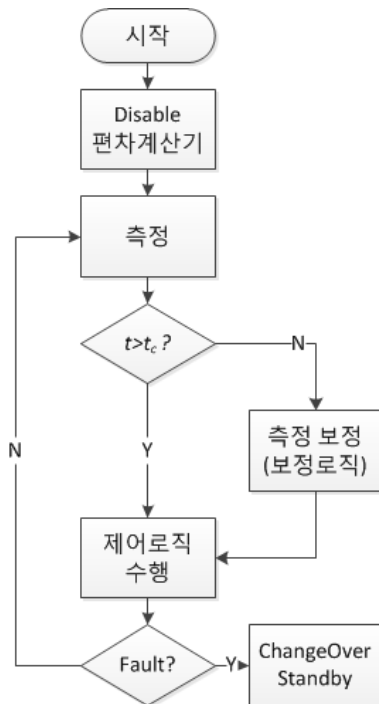 시작
Disable
편차계산기
측정
t>tc?
N
Y
N
측정 보정
(보정로직)
제어로직
수행
Fault?
Y
ChangeOver
Standby